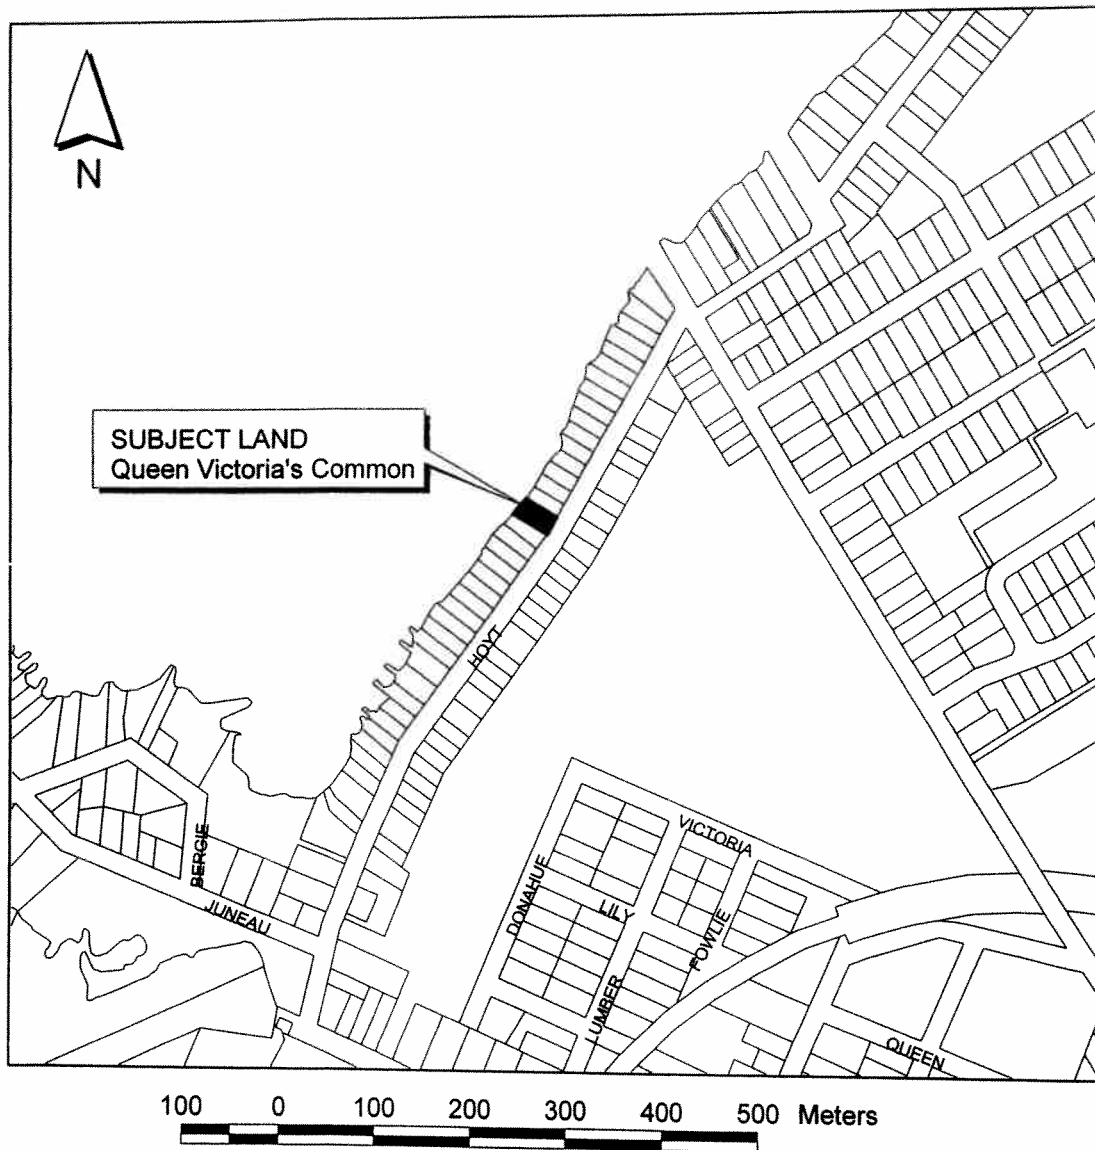 N
SUBJECT LAND
Queen Victoria's Common
HOYT
VICTORIA
BERGIE
JUNEAU
DONAHUE
LILY
FOWLIE
LUMBER
QUEEN
100 0 100 200 300 400 500 Meters